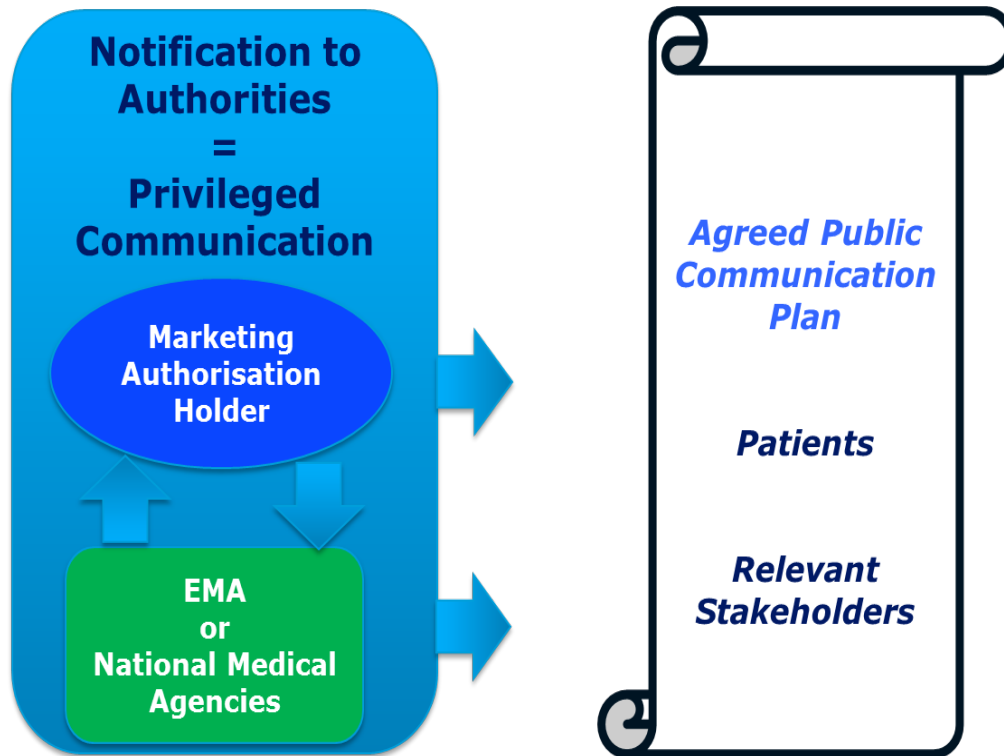 Notification to
Authorities
=
Privileged
Communication
Marketing
Authorisation
Holder
EMA
or
National Medical
Agencies
Agreed Public
Communication
Plan
Patients
Relevant
Stakeholders